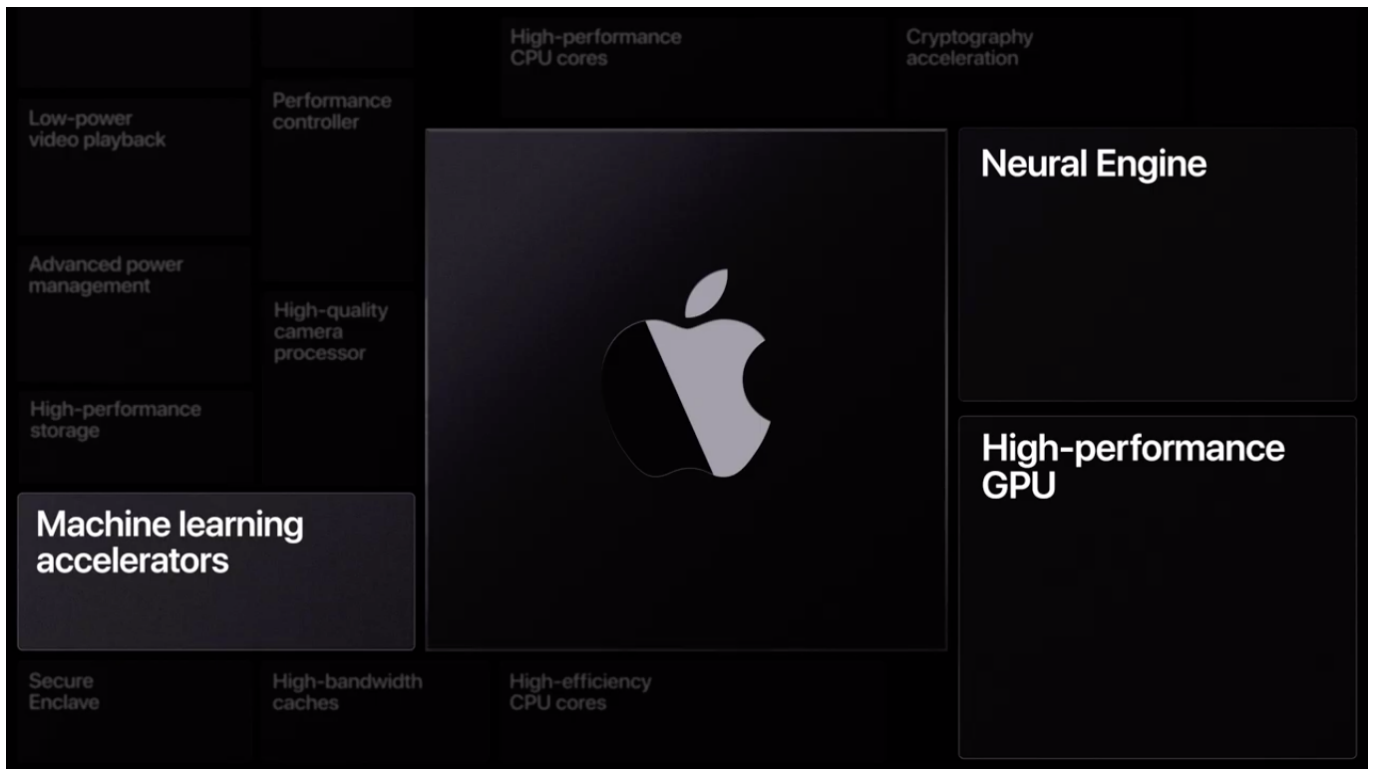 High-performance
CPU cores
Cryptography
acceleration
Low-power
video playback
Performance
controller
Neural Engine
Advanced power
management
High-quality
camera
processor
High-performance
storage
High-performance
GPU
Machine learning
accelerators
Secure
Enclave
High-bandwidth
caches
High-efficiency
CPU cores